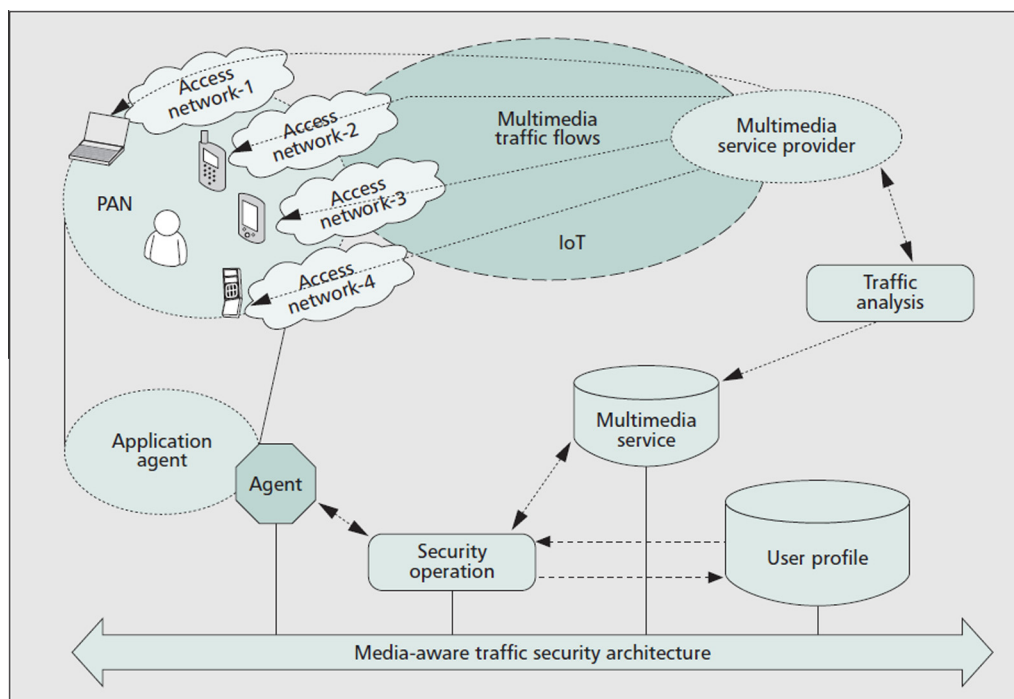 Access
network-1
Access
network-2
Multimedia
traffic flows
Multimedia
service provider
PAN
Access
network-3
IoT
Access
network-4
Traffic
analysis
Multimedia
service
Application
agent
Agent
Security
operation
User profile
Media-aware traffic security architecture